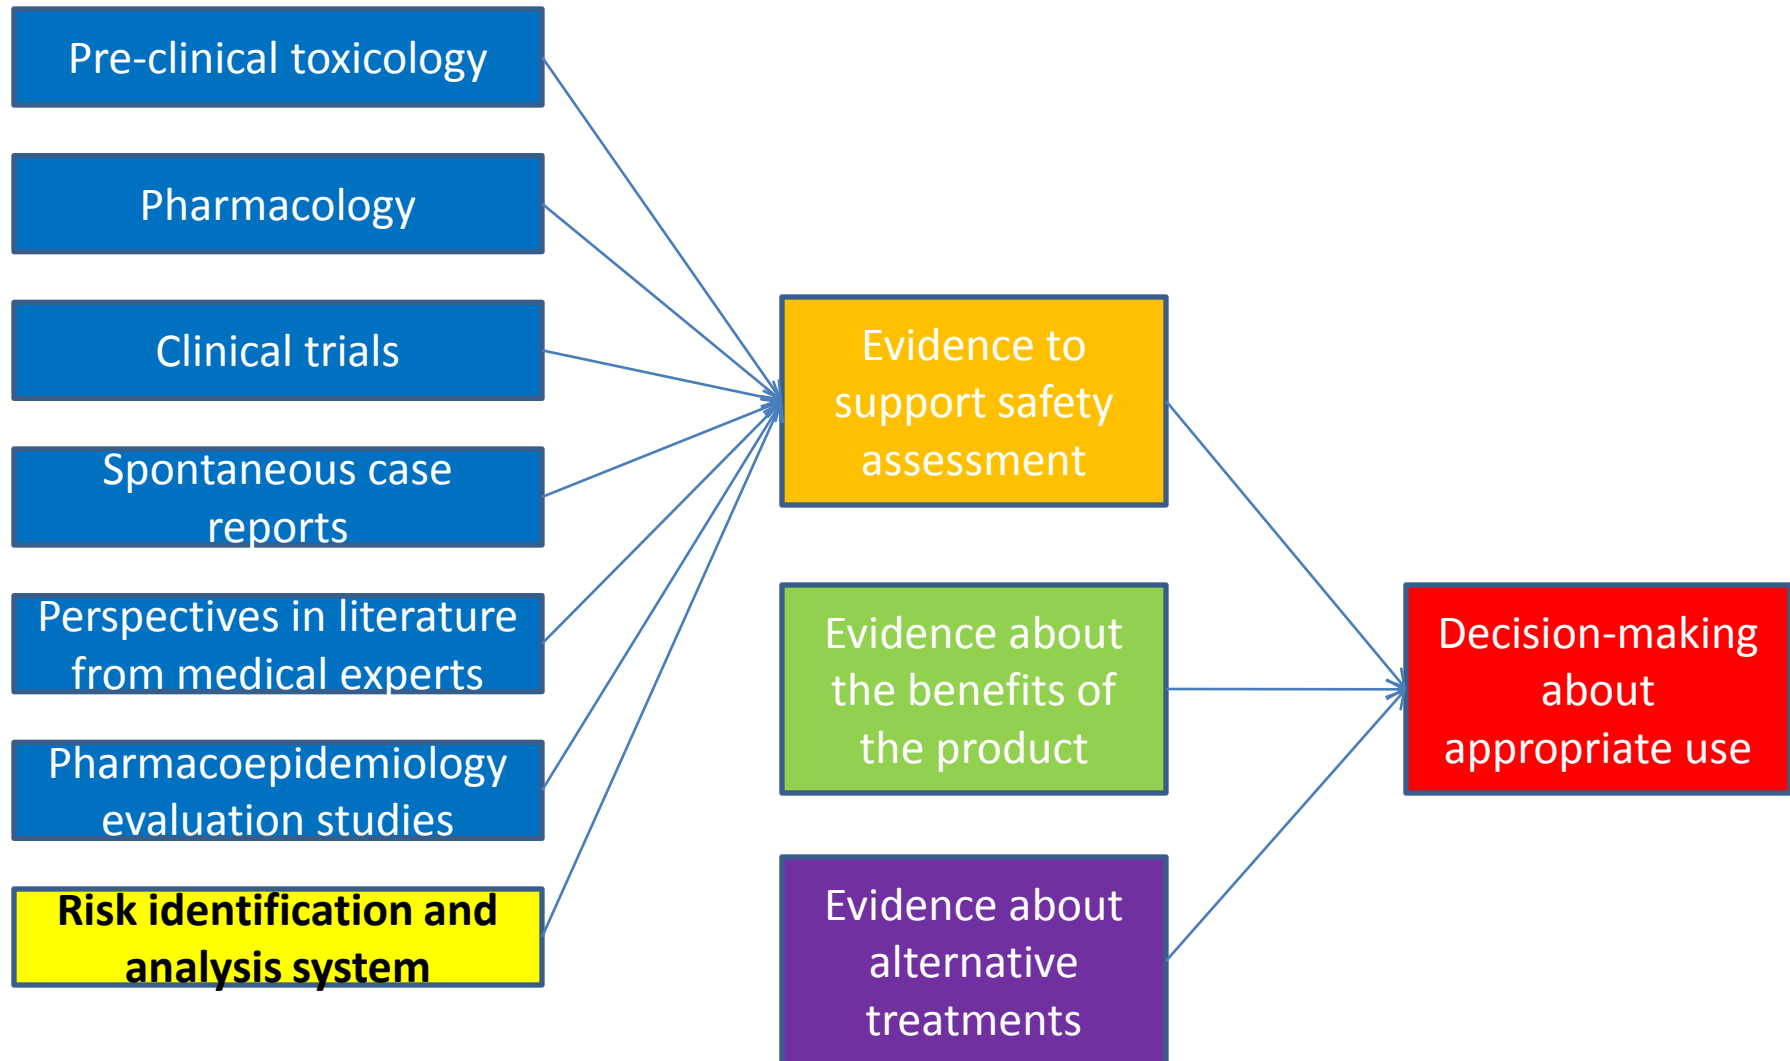 Pre-clinical toxicology
Pharmacology
Clinical trials
Spontaneous case
reports
Perspectives in literature
from medical experts
Pharmacoepidemiology
evaluation studies
Risk identification and
analysis system
Evidence to
support safety
assessment
Evidence about
the benefits of
the product
Evidence about
alternative
treatments
Decision-making
about
appropriate use